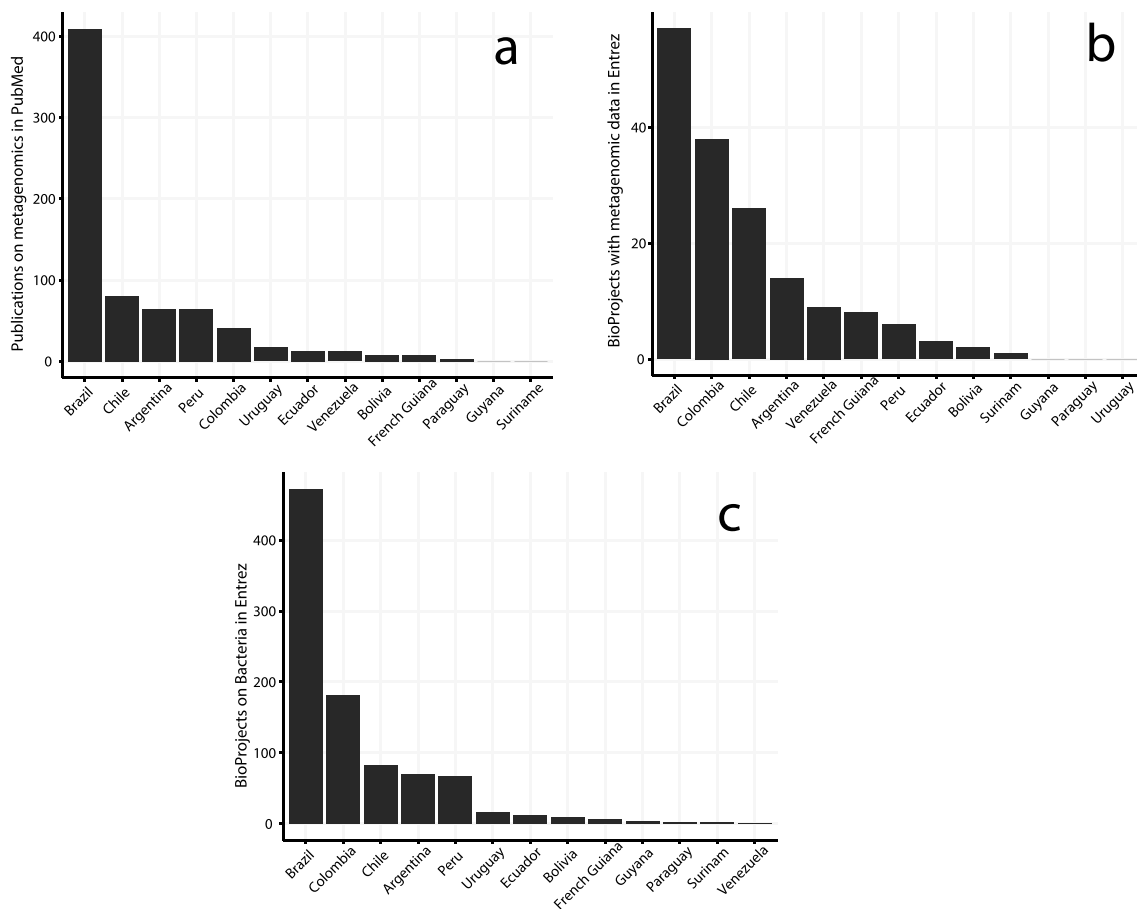 a
Publications on metagenomics in PubMed
400
300
200
100
0
Brazil
Chile
Argentina
Peru
Colombia
Uruguay
Ecuador
Venezuela
Bolivia
French Guiana
Paraguay
Guyana
Suriname
b
BioProjects with metagenomic data in Entrez
40
20
0
Brazil
Colombia
Chile
Argentina
Venezuela
French Guiana
Peru
Ecuador
Bolivia
Surinam
Guyana
Paraguay
Uruguay
c
BioProjects on Bacteria in Entrez
400
300
200
100
0
Brazil
Colombia
Chile
Argentina
Peru
Uruguay
Ecuador
Bolivia
French Guiana
Guyana
Paraguay
Surinam
Venezuela